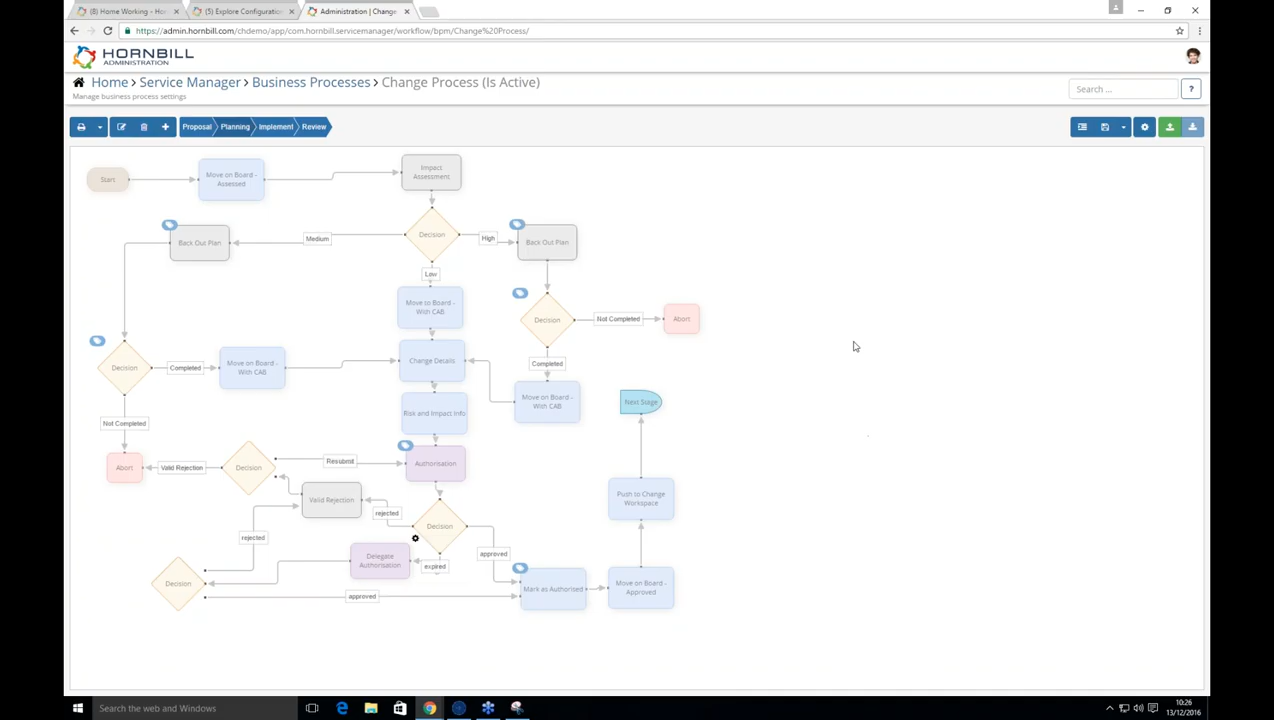 (8) Home Working - Ho
(5) Explore Configuratio
Administration | Change
https://admin.hornbill.com/chdemo/app/com.hornbill.servicemanager/workflow/bpm/Change%20Process/
HORNBILL
ADMINISTRATION
Home > Service Manager > Business Processes > Change Process (Is Active)
Manage business process settings
Search ...
?
Proposal
Planning
Implement
Review
Start
Move on Board -
Assessed
Impact
Assessment
Back Out Plan
Medium
Decision
High
Back Out Plan
Low
Move to Board -
With CAB
Decision
Not Completed
Abort
Decision
Completed
Move on Board -
With CAB
Change Details
Completed
Move on Board -
With CAB
Next Stage
Not Completed
Risk and Impact Info
Abort
Valid Rejection
Decision
Resubmit
Authorisation
Valid Rejection
rejected
Decision
Push to Change
Workspace
rejected
Delegate
Authorisation
expired
approved
Decision
approved
Mark as Authorised
Move on Board -
Approved
Search the web and Windows
10:26
13/12/2016